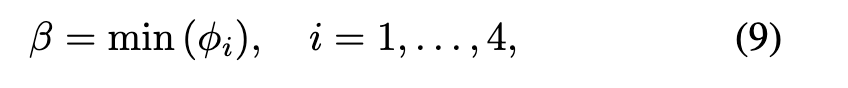 β = min (ϕᵢ), i = 1, . . . , 4, (9)